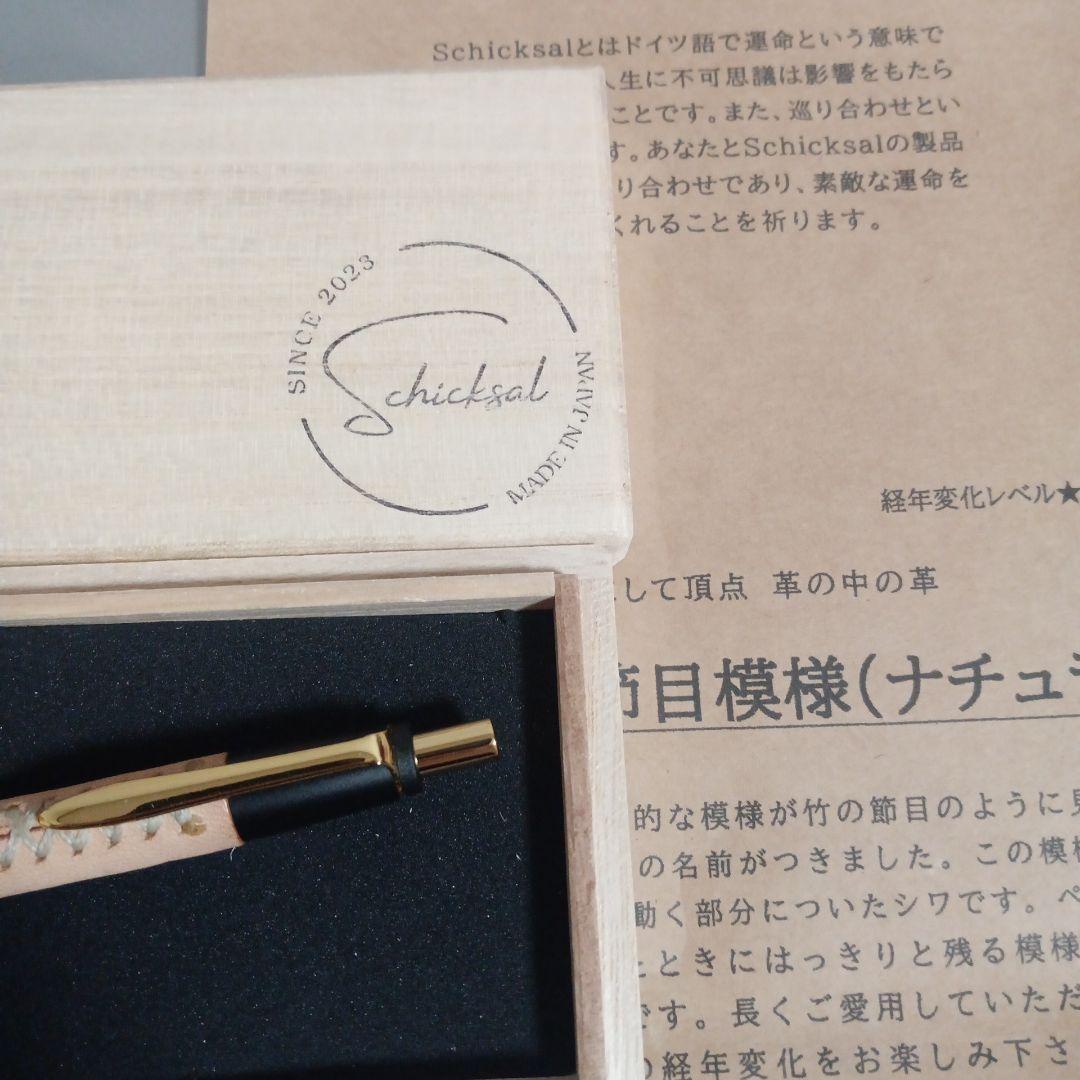 Schicksalとはドイツ語で運命という意味で
人生に不可思議は影響をもたら
ことです。また、巡り合わせとい
す。あなたとSchicksalの製品
り合わせであり、素敵な運命を
くれることを祈ります。
SINCE 2023
Schicksal
MADE IN JAPAN
経年変化レベル★
して頂点 革の中の革
節目模様(ナチュラ
的な模様が竹の節目のように見
の名前がつきました。この模様
動く部分についたシワです。ペ
たときにはっきりと残る模様
です。長くご愛用していただ
の経年変化をお楽しみ下さ